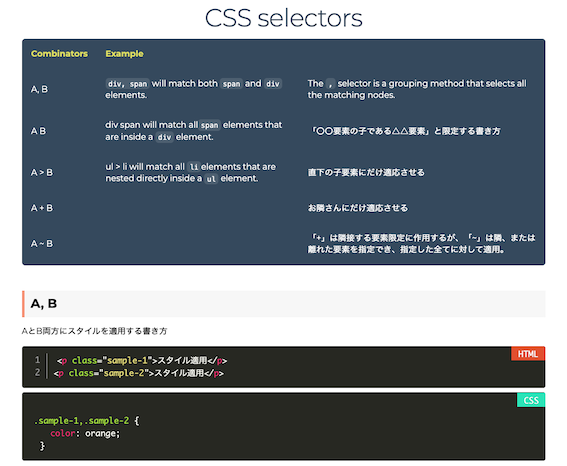 CSS selectors
Combinators Example
A, B
div, span will match both span and div
elements.
The , selector is a grouping method that selects all
the matching nodes.
A B
div span will match all span elements that
are inside a div element.
「〇〇要素の子である△△要素」と限定する書き方
A > B
ul > li will match all li elements that are
nested directly inside a ul element.
直下の子要素にだけ適応させる
A + B
お隣さんにだけ適応させる
A ~ B
「+」は隣接する要素限定に作用するが、「~」は隣、または
離れた要素を指定でき、指定した全てに対して適用。
A, B
AとB両方にスタイルを適用する書き方
HTML
1 <p class="sample-1">スタイル適用</p>
2 <p class="sample-2">スタイル適用</p>
CSS
.sample-1,.sample-2 {
color: orange;
}